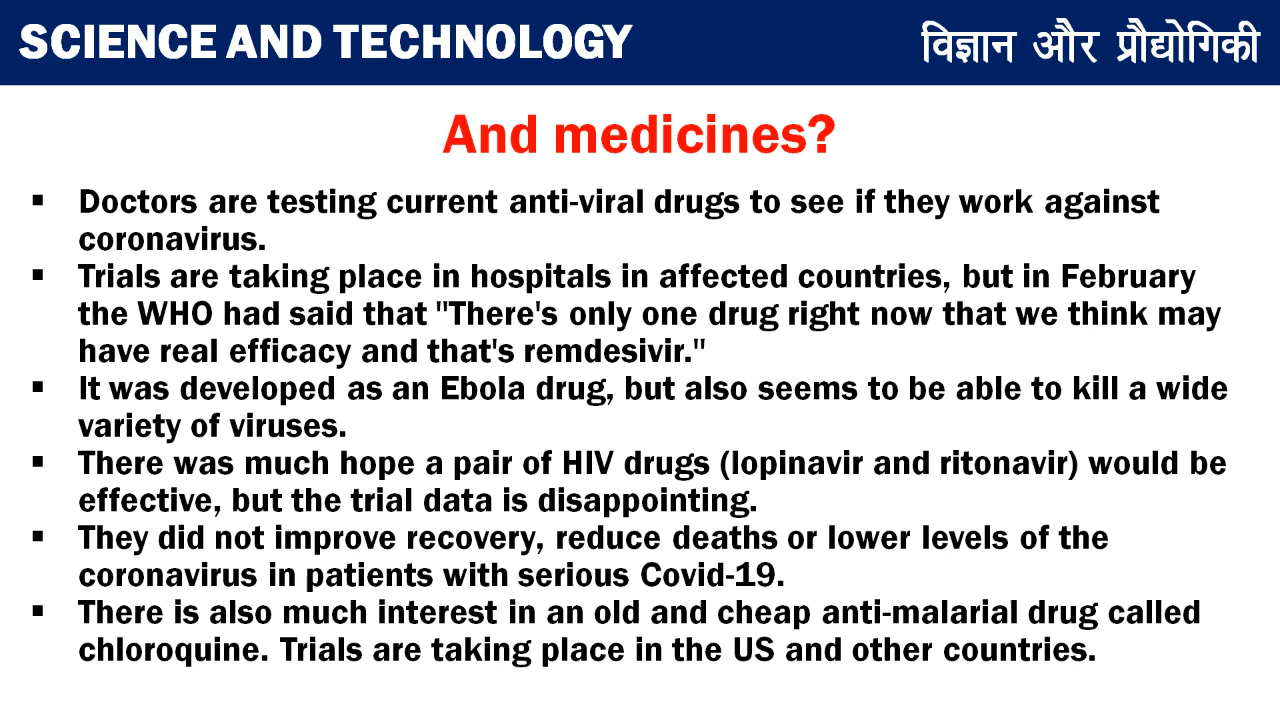 SCIENCE AND TECHNOLOGY
विज्ञान और प्रौद्योगिकी
And medicines?
▪ Doctors are testing current anti-viral drugs to see if they work against
coronavirus.
▪ Trials are taking place in hospitals in affected countries, but in February
the WHO had said that "There's only one drug right now that we think may
have real efficacy and that's remdesivir."
▪ It was developed as an Ebola drug, but also seems to be able to kill a wide
variety of viruses.
▪ There was much hope a pair of HIV drugs (lopinavir and ritonavir) would be
effective, but the trial data is disappointing.
▪ They did not improve recovery, reduce deaths or lower levels of the
coronavirus in patients with serious Covid-19.
▪ There is also much interest in an old and cheap anti-malarial drug called
chloroquine. Trials are taking place in the US and other countries.